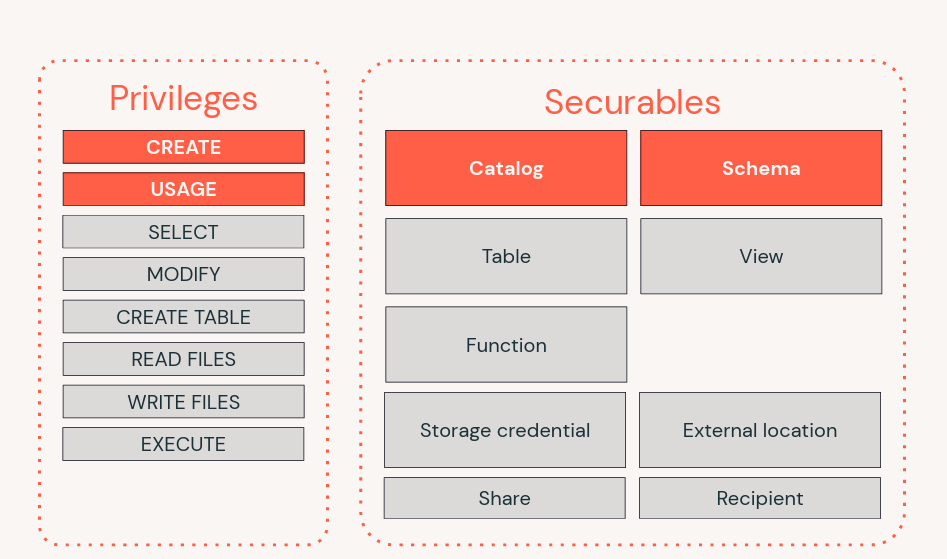 Privileges
CREATE
USAGE
SELECT
MODIFY
CREATE TABLE
READ FILES
WRITE FILES
EXECUTE
Securables
Catalog
Schema
Table
View
Function
Storage credential
External location
Share
Recipient